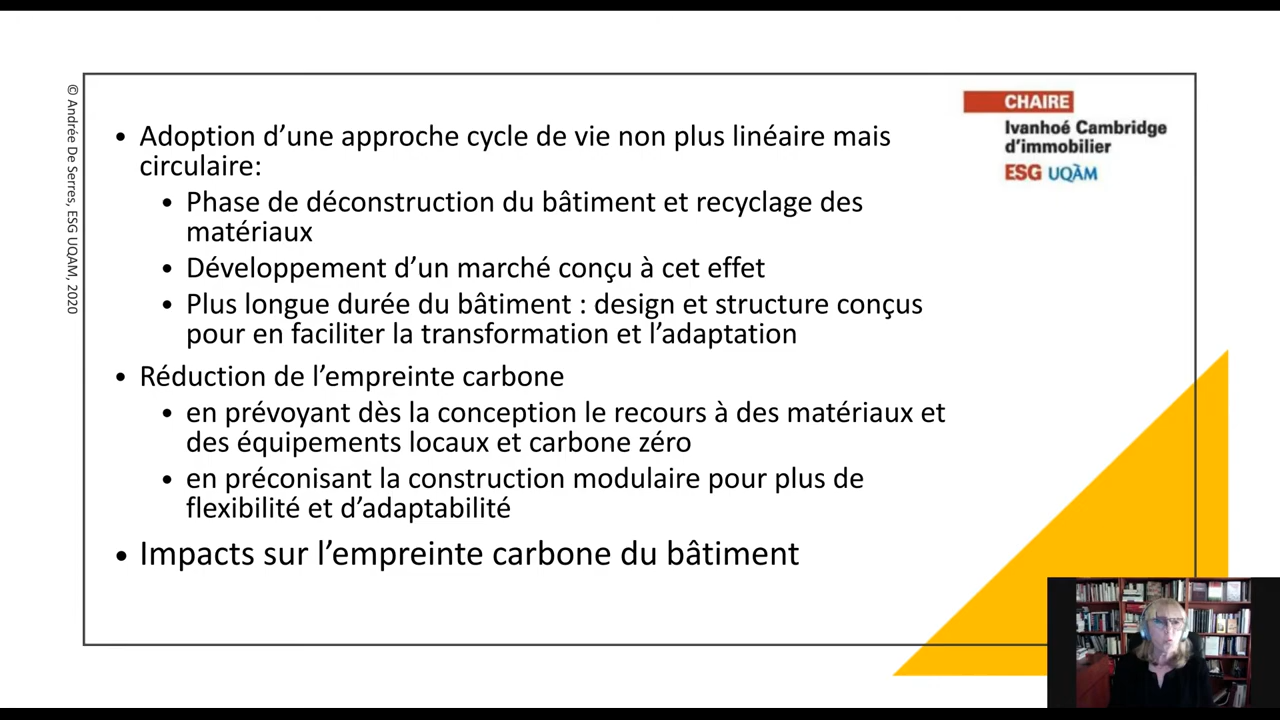 © Andrée De Serres, ESG UQAM, 2020
CHAIRE
Ivanhoé Cambridge
d’immobilier
ESG UQÀM
• Adoption d’une approche cycle de vie non plus linéaire mais
circulaire:
• Phase de déconstruction du bâtiment et recyclage des
matériaux
• Développement d’un marché conçu à cet effet
• Plus longue durée du bâtiment : design et structure conçus
pour en faciliter la transformation et l’adaptation
• Réduction de l’empreinte carbone
• en prévoyant dès la conception le recours à des matériaux et
des équipements locaux et carbone zéro
• en préconisant la construction modulaire pour plus de
flexibilité et d’adaptabilité
• Impacts sur l’empreinte carbone du bâtiment